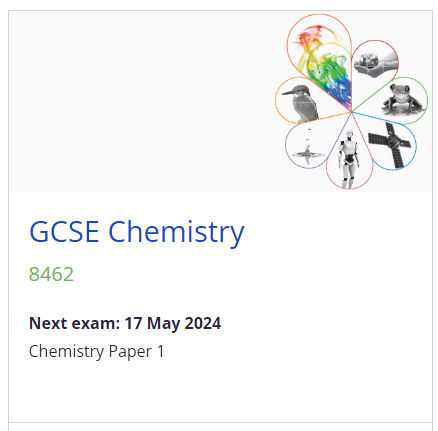 GCSE Chemistry
8462
Next exam: 17 May 2024
Chemistry Paper 1